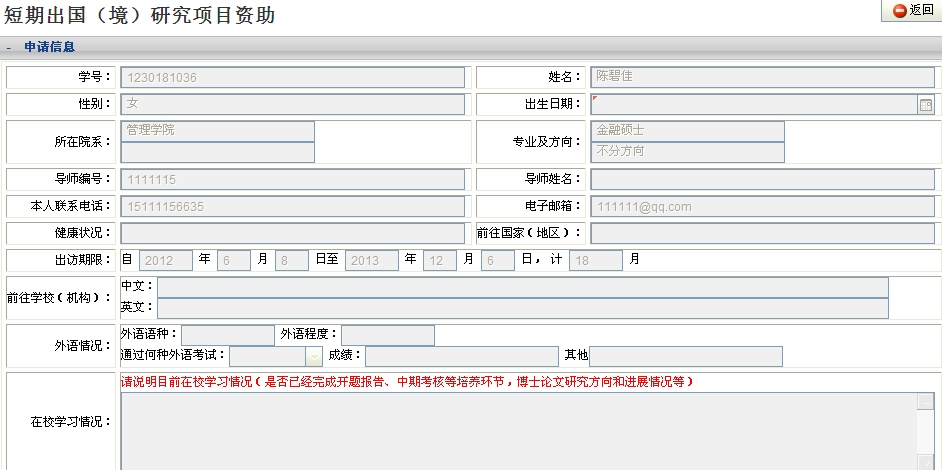 短期出国（境）研究项目资助
返回
- 申请信息
学号： 1230181036 姓名： 陈碧佳
性别： 女 出生日期：
所在院系： 管理学院 专业及方向： 金融硕士
不分方向
导师编号： 1111115 导师姓名：
本人联系电话： 15111156635 电子邮箱： 111111@qq.com
健康状况： 前往国家（地区）：
出访期限： 自 2012 年 6 月 8 日至 2013 年 12 月 6 日，计 18 月
前往学校（机构）： 中文：
英文：
外语情况： 外语语种： 外语程度：
通过何种外语考试： 成绩： 其他
请说明目前在校学习情况（是否已经完成开题报告、中期考核等培养环节，博士论文研究方向和进展情况等）
在校学习情况：